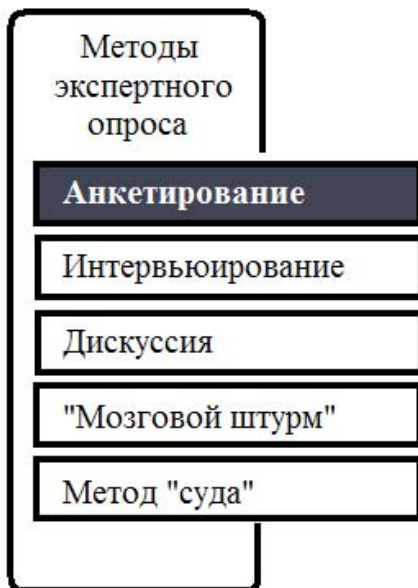 Методы
экспертного
опроса
Анкетирование
Интервьюирование
Дискуссия
"Мозговой штурм"
Метод "суда"